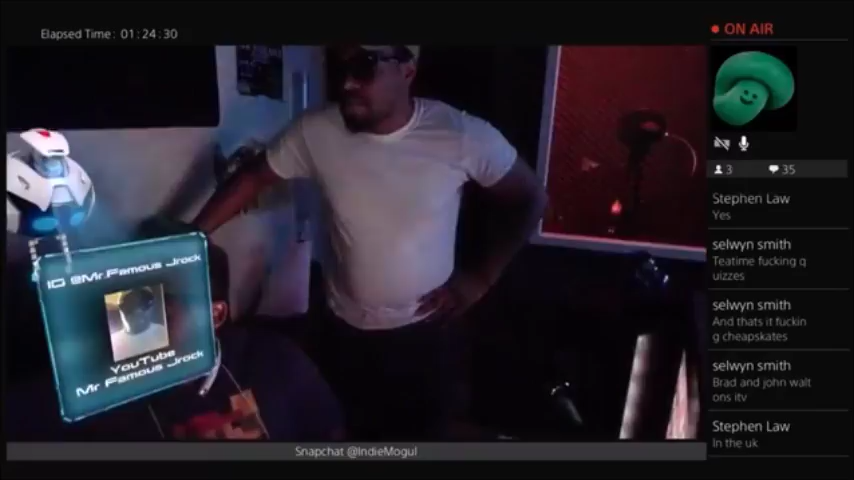 Elapsed Time: 01:24:30
ON AIR
3
35
Stephen Law
Yes
selwyn smith
Teatime fucking q
uizzes
selwyn smith
And thats it fuckin
g cheapskates
selwyn smith
Brad and john walt
ons itv
Stephen Law
In the uk
IG @Mr.Famous Jrock
YouTube
Mr Famous Jrock
Snapchat @IndieMogul